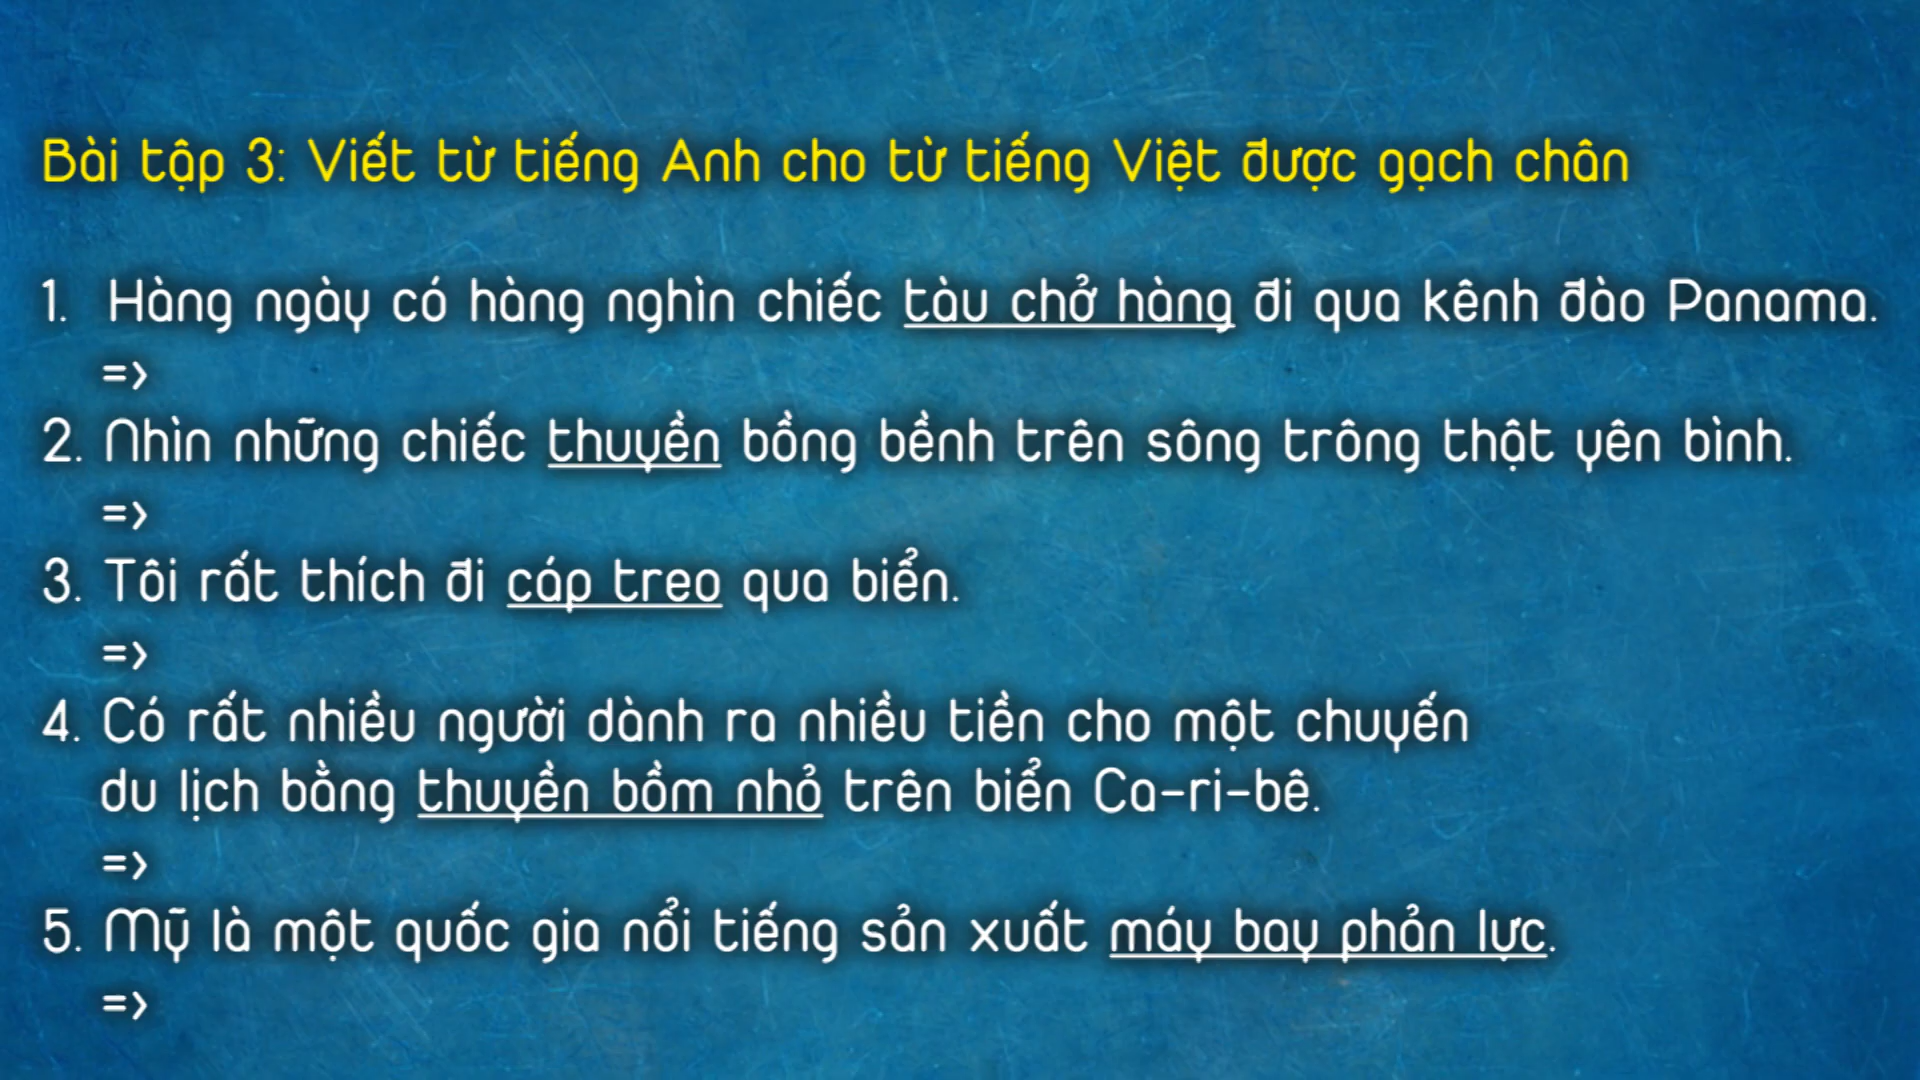 Bài tập 3: Viết từ tiếng Anh cho từ tiếng Việt được gạch chân
1. Hàng ngày có hàng nghìn chiếc tàu chở hàng đi qua kênh đào Panama.
=>
2. Nhìn những chiếc thuyền bồng bềnh trên sông trông thật yên bình.
=>
3. Tôi rất thích đi cáp treo qua biển.
=>
4. Có rất nhiều người dành ra nhiều tiền cho một chuyến
du lịch bằng thuyền bồm nhỏ trên biển Ca-ri-bê.
=>
5. Mỹ là một quốc gia nổi tiếng sản xuất máy bay phản lực.
=>